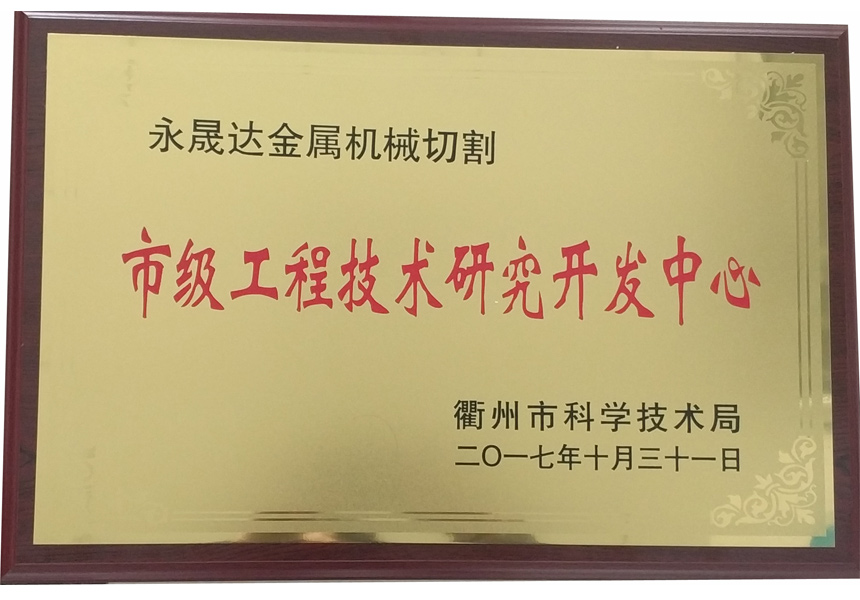 永晟达金属机械切割
市级工程技术研究开发中心
衢州市科学技术局
二〇一七年十月三十一日